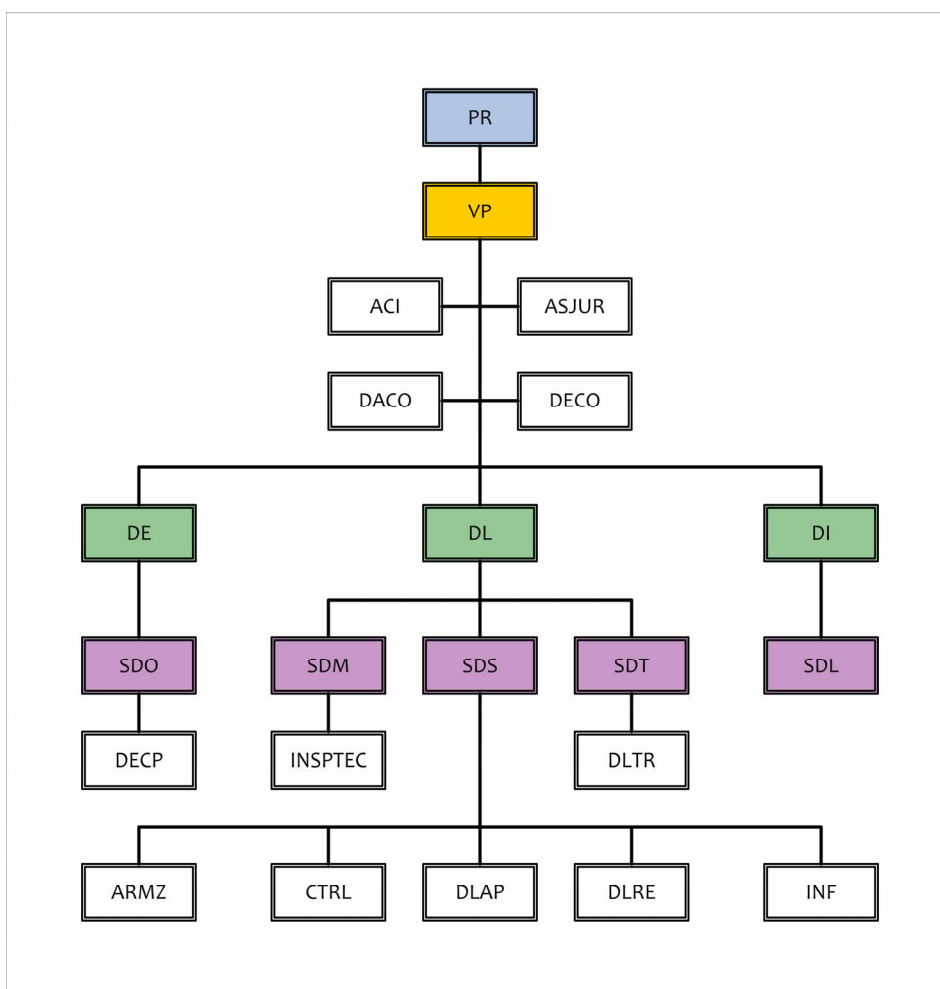 PR
VP
ACI
ASJUR
DACO
DECO
DE
DL
DI
SDO
SDM
SDS
SDT
SDL
DECP
INSPTEC
DLTR
ARMZ
CTRL
DLAP
DLRE
INF